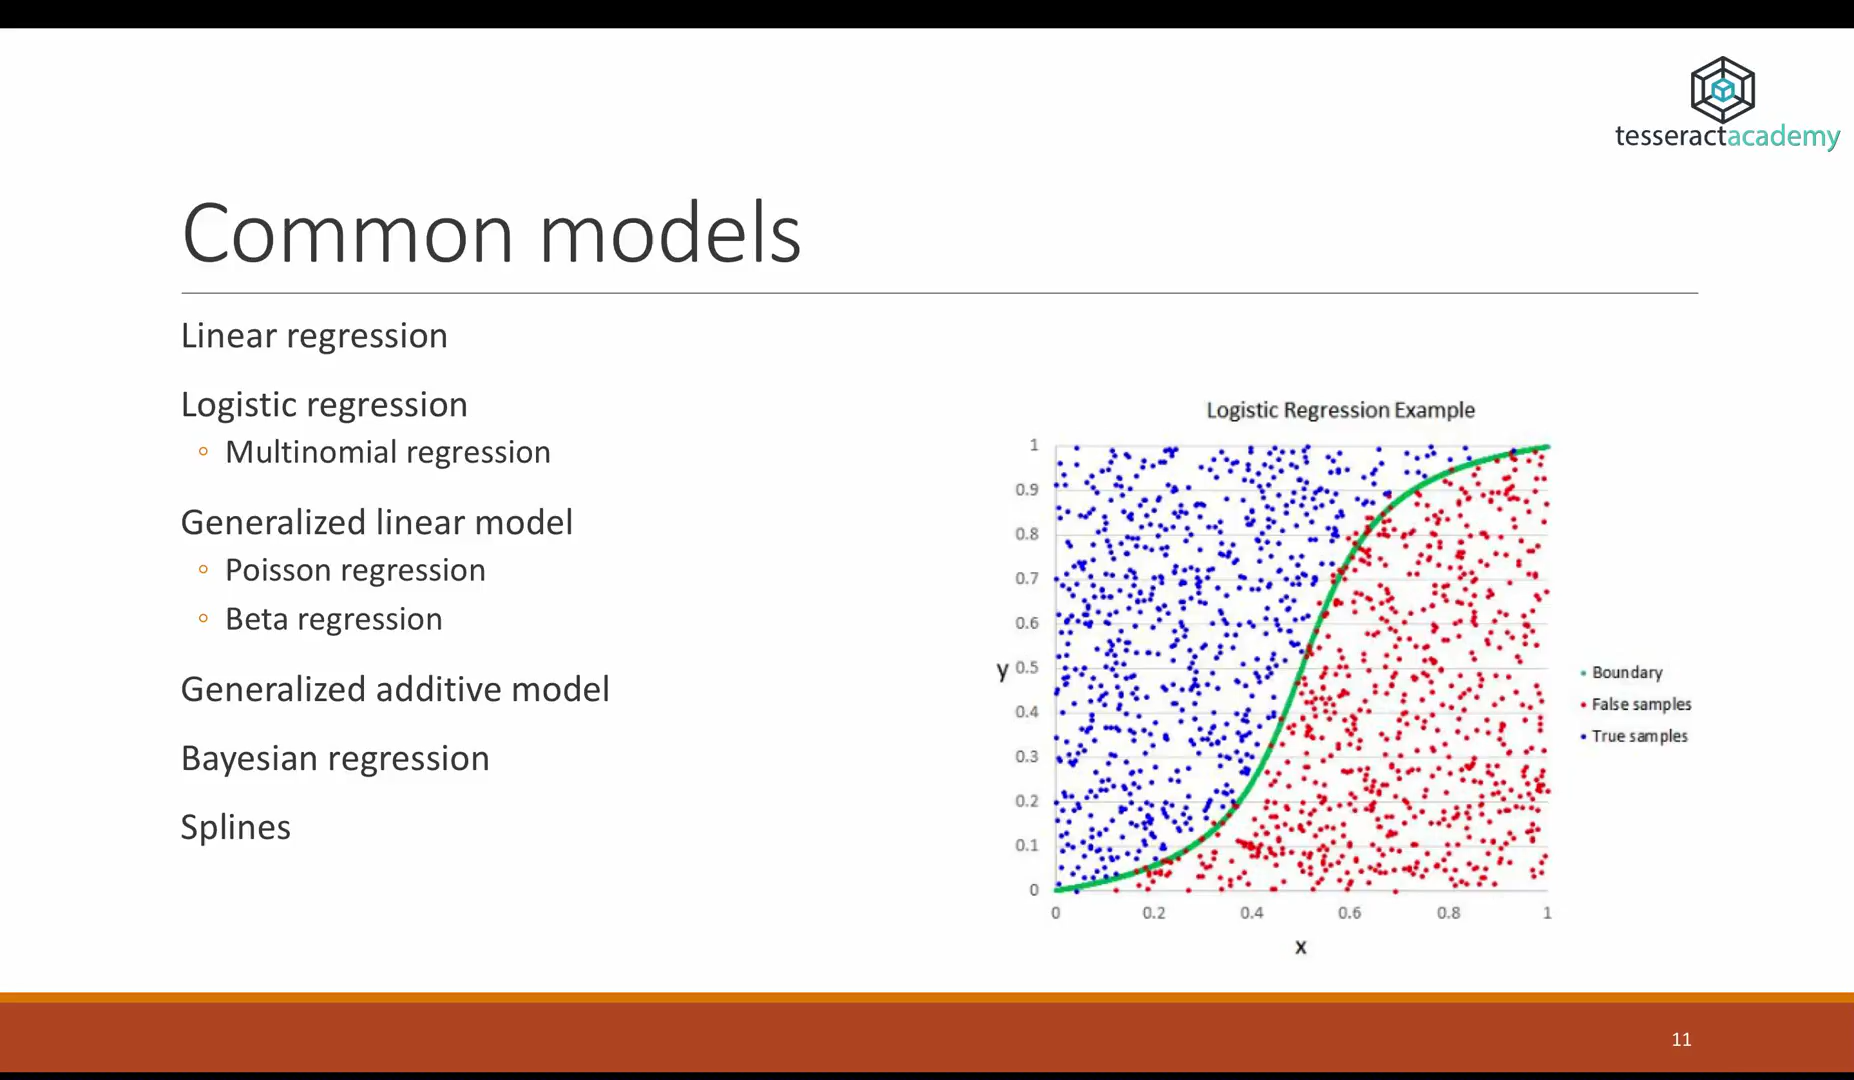 tesseractacademy
Common models
Linear regression
Logistic regression
Multinomial regression
Generalized linear model
Poisson regression
Beta regression
Generalized additive model
Bayesian regression
Splines
Logistic Regression Example
1
0.9
0.8
0.7
0.6
0.5
0.4
0.3
0.2
0.1
0
y
0 0.2 0.4 0.6 0.8 1
x
Boundary
False samples
True samples
11